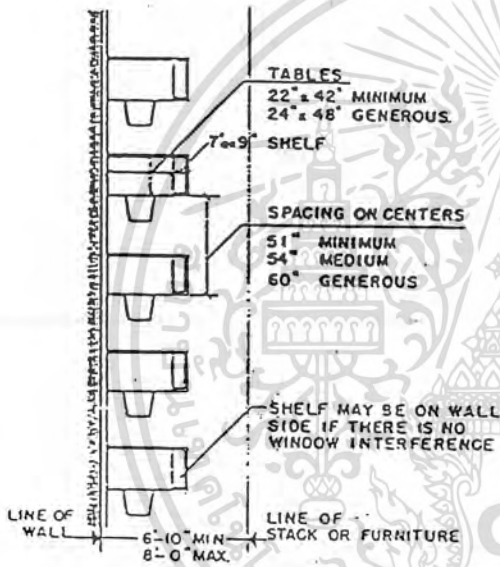 TABLES
22" x 42" MINIMUM
24" x 48" GENEROUS.
7" OR 9" SHELF
SPACING ON CENTERS
51" MINIMUM
54" MEDIUM
60" GENEROUS
SHELF MAY BE ON WALL
SIDE IF THERE IS NO
WINDOW INTERFERENCE
LINE OF
WALL
6'-10" MIN
8'-0" MAX.
LINE OF
STACK OR FURNITURE